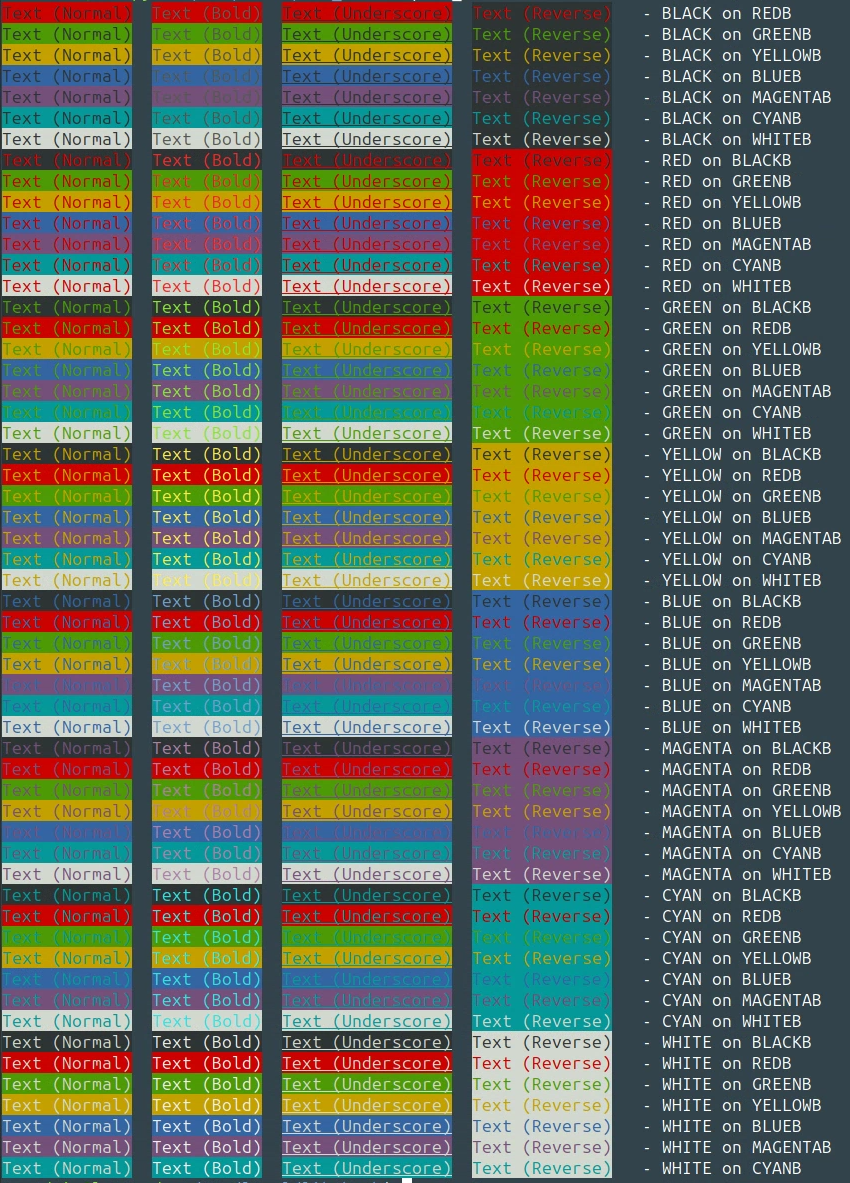 Text (Normal) Text (Bold) Text (Underscore) Text (Reverse) - BLACK on REDB
Text (Normal) Text (Bold) Text (Underscore) Text (Reverse) - BLACK on GREENB
Text (Normal) Text (Bold) Text (Underscore) Text (Reverse) - BLACK on YELLOWB
Text (Normal) Text (Bold) Text (Underscore) Text (Reverse) - BLACK on BLUEB
Text (Normal) Text (Bold) Text (Underscore) Text (Reverse) - BLACK on MAGENTAB
Text (Normal) Text (Bold) Text (Underscore) Text (Reverse) - BLACK on CYANB
Text (Normal) Text (Bold) Text (Underscore) Text (Reverse) - BLACK on WHITEB
Text (Normal) Text (Bold) Text (Underscore) Text (Reverse) - RED on BLACKB
Text (Normal) Text (Bold) Text (Underscore) Text (Reverse) - RED on GREENB
Text (Normal) Text (Bold) Text (Underscore) Text (Reverse) - RED on YELLOWB
Text (Normal) Text (Bold) Text (Underscore) Text (Reverse) - RED on BLUEB
Text (Normal) Text (Bold) Text (Underscore) Text (Reverse) - RED on MAGENTAB
Text (Normal) Text (Bold) Text (Underscore) Text (Reverse) - RED on CYANB
Text (Normal) Text (Bold) Text (Underscore) Text (Reverse) - RED on WHITEB
Text (Normal) Text (Bold) Text (Underscore) Text (Reverse) - GREEN on BLACKB
Text (Normal) Text (Bold) Text (Underscore) Text (Reverse) - GREEN on REDB
Text (Normal) Text (Bold) Text (Underscore) Text (Reverse) - GREEN on YELLOWB
Text (Normal) Text (Bold) Text (Underscore) Text (Reverse) - GREEN on BLUEB
Text (Normal) Text (Bold) Text (Underscore) Text (Reverse) - GREEN on MAGENTAB
Text (Normal) Text (Bold) Text (Underscore) Text (Reverse) - GREEN on CYANB
Text (Normal) Text (Bold) Text (Underscore) Text (Reverse) - GREEN on WHITEB
Text (Normal) Text (Bold) Text (Underscore) Text (Reverse) - YELLOW on BLACKB
Text (Normal) Text (Bold) Text (Underscore) Text (Reverse) - YELLOW on REDB
Text (Normal) Text (Bold) Text (Underscore) Text (Reverse) - YELLOW on GREENB
Text (Normal) Text (Bold) Text (Underscore) Text (Reverse) - YELLOW on BLUEB
Text (Normal) Text (Bold) Text (Underscore) Text (Reverse) - YELLOW on MAGENTAB
Text (Normal) Text (Bold) Text (Underscore) Text (Reverse) - YELLOW on CYANB
Text (Normal) Text (Bold) Text (Underscore) Text (Reverse) - YELLOW on WHITEB
Text (Normal) Text (Bold) Text (Underscore) Text (Reverse) - BLUE on BLACKB
Text (Normal) Text (Bold) Text (Underscore) Text (Reverse) - BLUE on REDB
Text (Normal) Text (Bold) Text (Underscore) Text (Reverse) - BLUE on GREENB
Text (Normal) Text (Bold) Text (Underscore) Text (Reverse) - BLUE on YELLOWB
Text (Normal) Text (Bold) Text (Underscore) Text (Reverse) - BLUE on MAGENTAB
Text (Normal) Text (Bold) Text (Underscore) Text (Reverse) - BLUE on CYANB
Text (Normal) Text (Bold) Text (Underscore) Text (Reverse) - BLUE on WHITEB
Text (Normal) Text (Bold) Text (Underscore) Text (Reverse) - MAGENTA on BLACKB
Text (Normal) Text (Bold) Text (Underscore) Text (Reverse) - MAGENTA on REDB
Text (Normal) Text (Bold) Text (Underscore) Text (Reverse) - MAGENTA on GREENB
Text (Normal) Text (Bold) Text (Underscore) Text (Reverse) - MAGENTA on YELLOWB
Text (Normal) Text (Bold) Text (Underscore) Text (Reverse) - MAGENTA on BLUEB
Text (Normal) Text (Bold) Text (Underscore) Text (Reverse) - MAGENTA on CYANB
Text (Normal) Text (Bold) Text (Underscore) Text (Reverse) - MAGENTA on WHITEB
Text (Normal) Text (Bold) Text (Underscore) Text (Reverse) - CYAN on BLACKB
Text (Normal) Text (Bold) Text (Underscore) Text (Reverse) - CYAN on REDB
Text (Normal) Text (Bold) Text (Underscore) Text (Reverse) - CYAN on GREENB
Text (Normal) Text (Bold) Text (Underscore) Text (Reverse) - CYAN on YELLOWB
Text (Normal) Text (Bold) Text (Underscore) Text (Reverse) - CYAN on BLUEB
Text (Normal) Text (Bold) Text (Underscore) Text (Reverse) - CYAN on MAGENTAB
Text (Normal) Text (Bold) Text (Underscore) Text (Reverse) - CYAN on WHITEB
Text (Normal) Text (Bold) Text (Underscore) Text (Reverse) - WHITE on BLACKB
Text (Normal) Text (Bold) Text (Underscore) Text (Reverse) - WHITE on REDB
Text (Normal) Text (Bold) Text (Underscore) Text (Reverse) - WHITE on GREENB
Text (Normal) Text (Bold) Text (Underscore) Text (Reverse) - WHITE on YELLOWB
Text (Normal) Text (Bold) Text (Underscore) Text (Reverse) - WHITE on BLUEB
Text (Normal) Text (Bold) Text (Underscore) Text (Reverse) - WHITE on MAGENTAB
Text (Normal) Text (Bold) Text (Underscore) Text (Reverse) - WHITE on CYANB